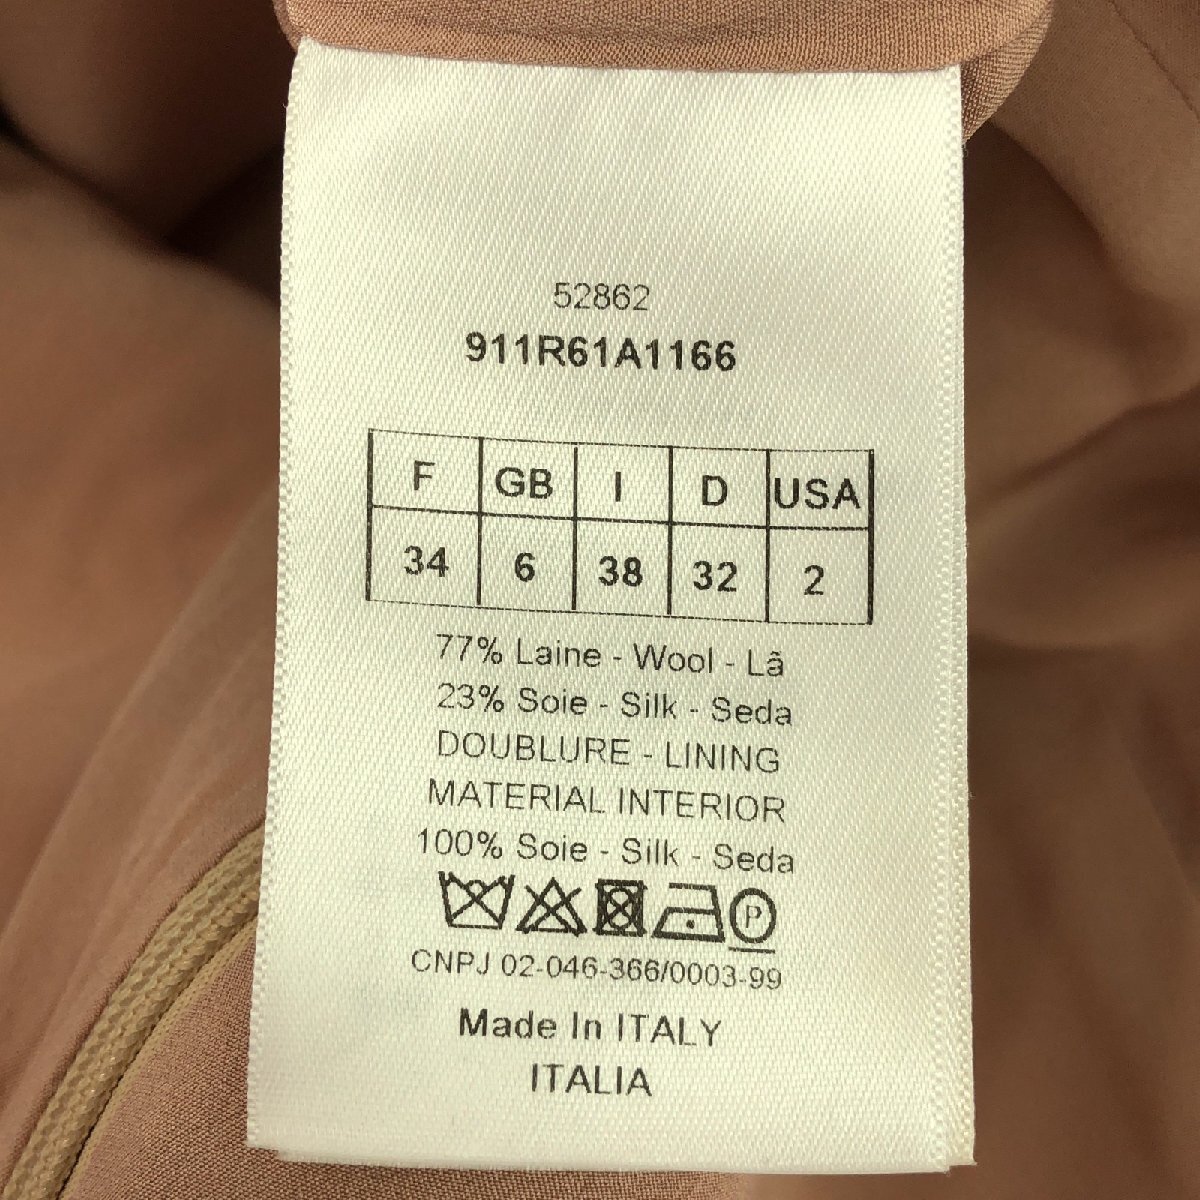 52862
911R61A1166
F GB I D USA
34 6 38 32 2
77% Laine - Wool - Lã
23% Soie - Silk - Seda
DOUBLURE - LINING
MATERIAL INTERIOR
100% Soie - Silk - Seda
P
CNPJ 02-046-366/0003-99
Made In ITALY
ITALIA